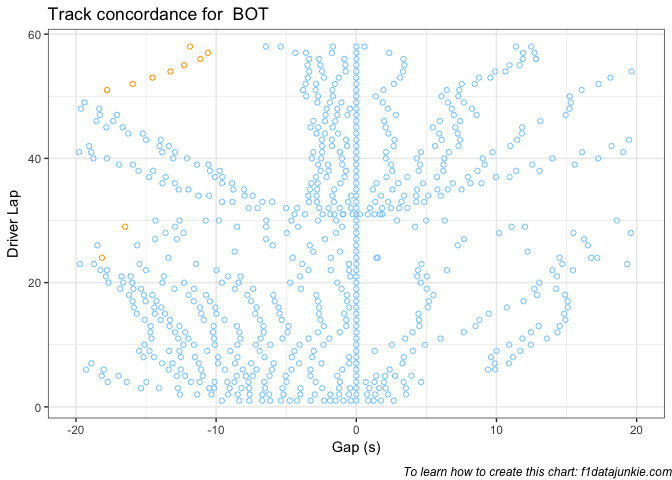 Track concordance for  BOT
Driver Lap
60
40
20
0
-20
-10
0
10
20
Gap (s)
To learn how to create this chart: f1datajunkie.com